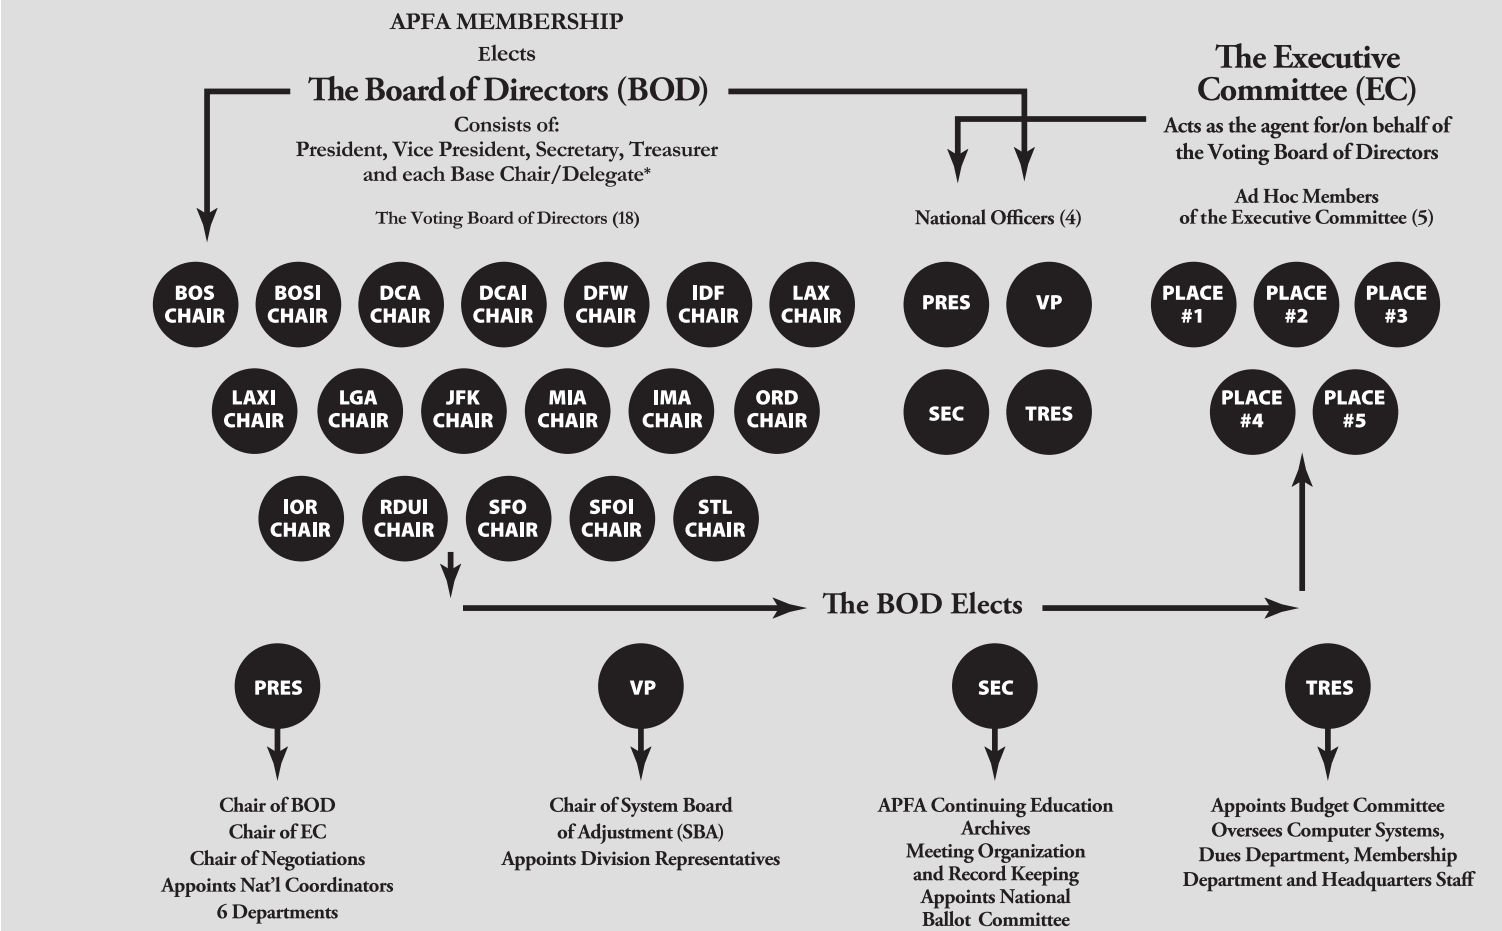 APFA MEMBERSHIP
Elects
The Board of Directors (BOD)
Consists of:
President, Vice President, Secretary, Treasurer
and each Base Chair/Delegate*
The Voting Board of Directors (18)
National Officers (4)
The Executive
Committee (EC)
Acts as the agent for/on behalf of
the Voting Board of Directors
Ad Hoc Members
of the Executive Committee (5)
BOS
CHAIR
BOSI
CHAIR
DCA
CHAIR
DCAI
CHAIR
DFW
CHAIR
IDF
CHAIR
LAX
CHAIR
LAXI
CHAIR
LGA
CHAIR
JFK
CHAIR
MIA
CHAIR
IMA
CHAIR
ORD
CHAIR
IOR
CHAIR
RDUI
CHAIR
SFO
CHAIR
SFOI
CHAIR
STL
CHAIR
PRES
VP
SEC
TRES
PLACE
#1
PLACE
#2
PLACE
#3
PLACE
#4
PLACE
#5
The BOD Elects
PRES
Chair of BOD
Chair of EC
Chair of Negotiations
Appoints Nat'l Coordinators
6 Departments
VP
Chair of System Board
of Adjustment (SBA)
Appoints Division Representatives
SEC
APFA Continuing Education
Archives
Meeting Organization
and Record Keeping
Appoints National
Ballot Committee
TRES
Appoints Budget Committee
Oversees Computer Systems,
Dues Department, Membership
Department and Headquarters Staff